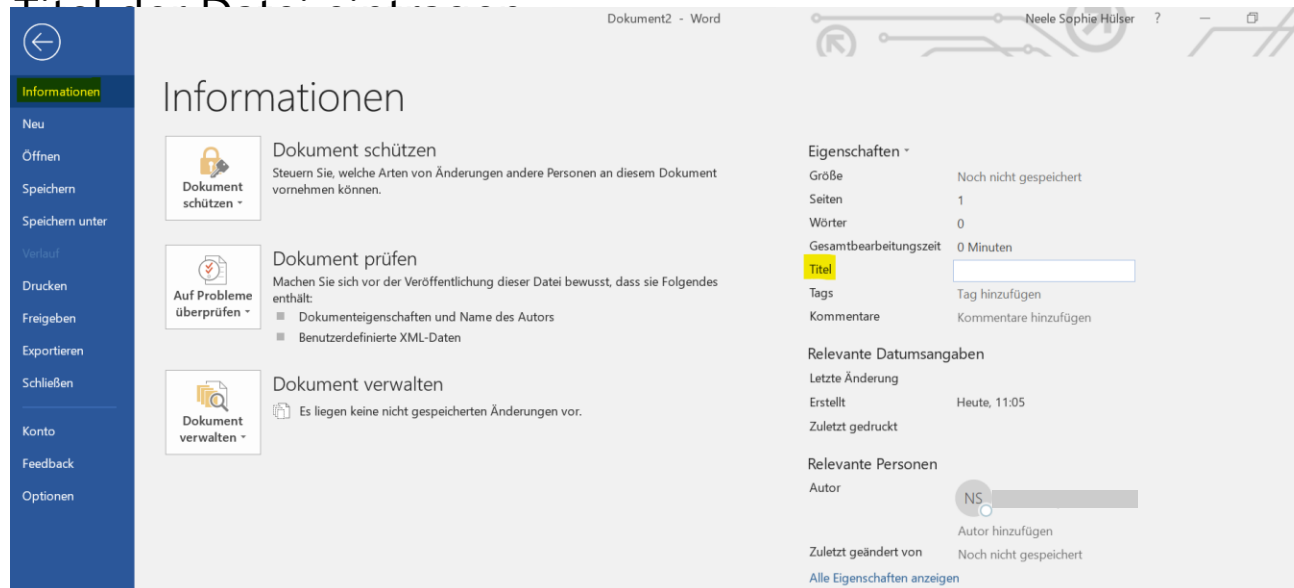 Titel der Datei eintragen
Dokument2 - Word
Neele Sophie Hülser ?
Informationen
Neu
Öffnen
Speichern
Speichern unter
Verlauf
Drucken
Freigeben
Exportieren
Schließen
Konto
Feedback
Optionen
Informationen
Dokument schützen
Dokument schützen
Steuern Sie, welche Arten von Änderungen andere Personen an diesem Dokument
vornehmen können.
Auf Probleme
überprüfen
Dokument prüfen
Machen Sie sich vor der Veröffentlichung dieser Datei bewusst, dass sie Folgendes
enthält:
Dokumenteigenschaften und Name des Autors
Benutzerdefinierte XML-Daten
Dokument
verwalten
Dokument verwalten
Es liegen keine nicht gespeicherten Änderungen vor.
Eigenschaften
Größe Noch nicht gespeichert
Seiten 1
Wörter 0
Gesamtbearbeitungszeit 0 Minuten
Titel
Tags Tag hinzufügen
Kommentare Kommentare hinzufügen
Relevante Datumsangaben
Letzte Änderung
Erstellt Heute, 11:05
Zuletzt gedruckt
Relevante Personen
Autor NS
Autor hinzufügen
Zuletzt geändert von Noch nicht gespeichert
Alle Eigenschaften anzeigen